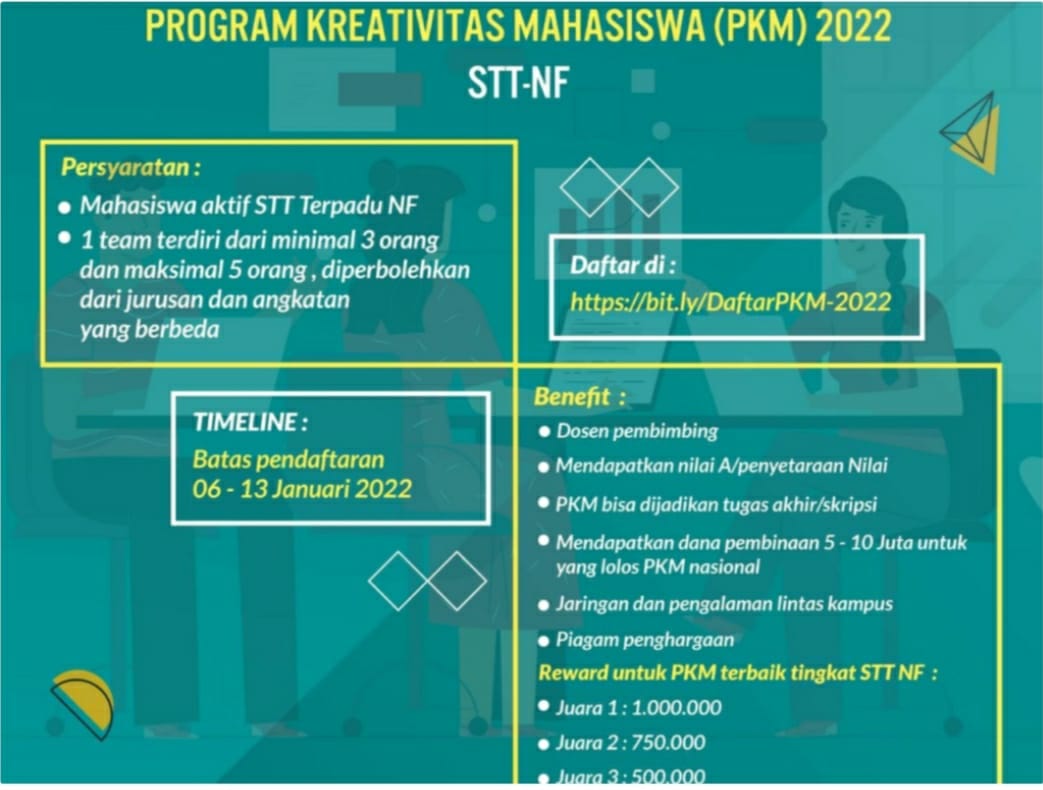 PROGRAM KREATIVITAS MAHASISWA (PKM) 2022
STT-NF
Persyaratan :
• Mahasiswa aktif STT Terpadu NF
• 1 team terdiri dari minimal 3 orang
dan maksimal 5 orang , diperbolehkan
dari jurusan dan angkatan
yang berbeda
Daftar di :
https://bit.ly/DaftarPKM-2022
TIMELINE :
Batas pendaftaran
06 - 13 Januari 2022
Benefit :
• Dosen pembimbing
• Mendapatkan nilai A/penyetaraan Nilai
• PKM bisa dijadikan tugas akhir/skripsi
• Mendapatkan dana pembinaan 5 - 10 Juta untuk
yang lolos PKM nasional
• Jaringan dan pengalaman lintas kampus
• Piagam penghargaan
Reward untuk PKM terbaik tingkat STT NF :
• Juara 1 : 1.000.000
• Juara 2 : 750.000
• Juara 3 : 500.000